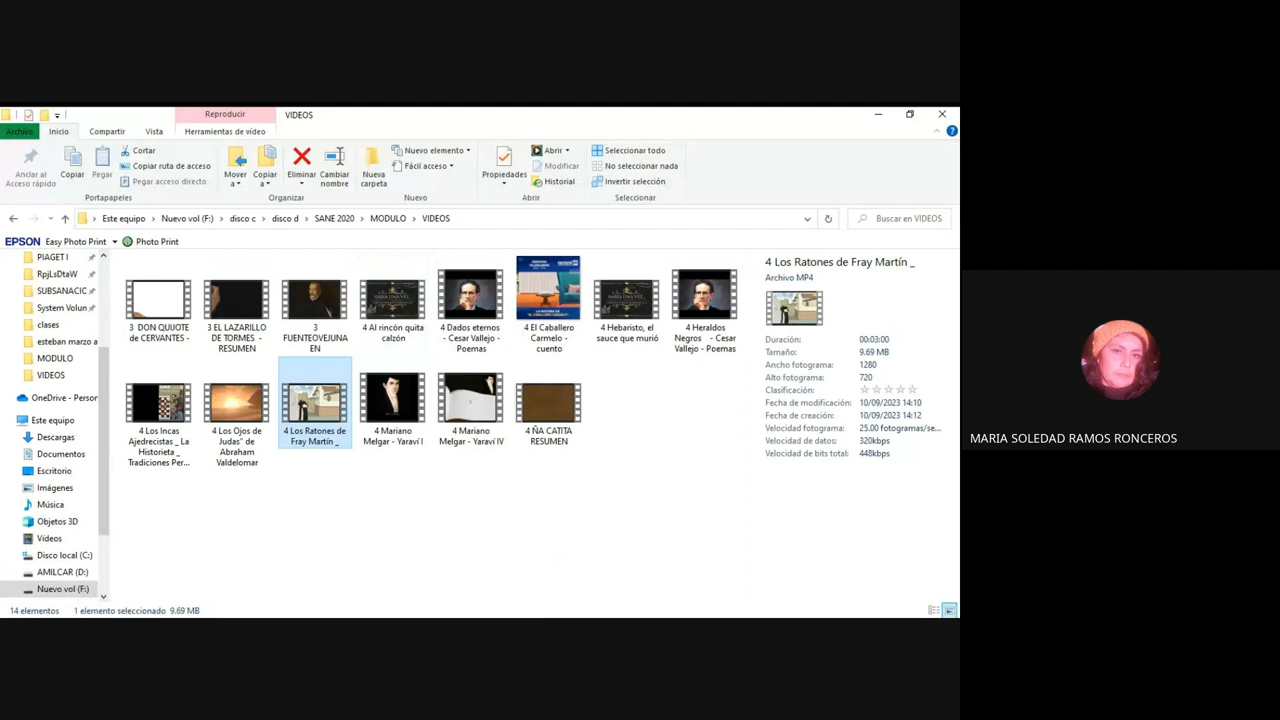 Reproducir
VIDEOS
Archivo
Inicio
Compartir
Vista
Herramientas de vídeo
Anclar al
Acceso rápido
Copiar
Pegar
Cortar
Copiar ruta de acceso
Pegar acceso directo
Portapapeles
Mover
a
Copiar
a
Eliminar
Cambiar
nombre
Organizar
Nueva
carpeta
Nuevo elemento
Fácil acceso
Nuevo
Propiedades
Abrir
Modificar
Historial
Abrir
Seleccionar todo
No seleccionar nada
Invertir selección
Seleccionar
Este equipo > Nuevo vol (F:) > disco c > disco d > SANE 2020 > MODULO > VIDEOS
Buscar en VIDEOS
EPSON Easy Photo Print Photo Print
PIAGET I
RpjLsDtaW
SUBSANACIC
System Volun
clases
esteban marzo a
MODULO
VIDEOS
OneDrive - Person
Este equipo
Descargas
Documentos
Escritorio
Imágenes
Música
Objetos 3D
Vídeos
Disco local (C:)
AMILCAR (D:)
Nuevo vol (F:)
3 DON QUIJOTE
de CERVANTES -
3 EL LAZARILLO
DE TORMES -
RESUMEN
3
FUENTEOVEJUNA
EN
4 Al rincón quita
calzón
4 Dados eternos
- Cesar Vallejo -
Poemas
4 El Caballero
Carmelo -
cuento
4 Hebaristo, el
sauce que murió
4 Heraldos
Negros - Cesar
Vallejo - Poemas
4 Los Incas
Ajedrecistas _ La
Historieta _
Tradiciones Per...
4 Los Ojos de
Judas" de
Abraham
Valdelomar
4 Los Ratones de
Fray Martín _
4 Mariano
Melgar - Yaraví I
4 Mariano
Melgar - Yaraví IV
4 ÑA CATITA
RESUMEN
4 Los Ratones de Fray Martín _
Archivo MP4
Duración: 00:03:00
Tamaño: 9.69 MB
Ancho fotograma: 1280
Alto fotograma: 720
Clasificación:
Fecha de modificación: 10/09/2023 14:10
Fecha de creación: 10/09/2023 14:12
Velocidad fotograma: 25.00 fotogramas/se...
Velocidad de datos: 320kbps
Velocidad de bits total: 448kbps
14 elementos 1 elemento seleccionado 9.69 MB
MARIA SOLEDAD RAMOS RONCEROS